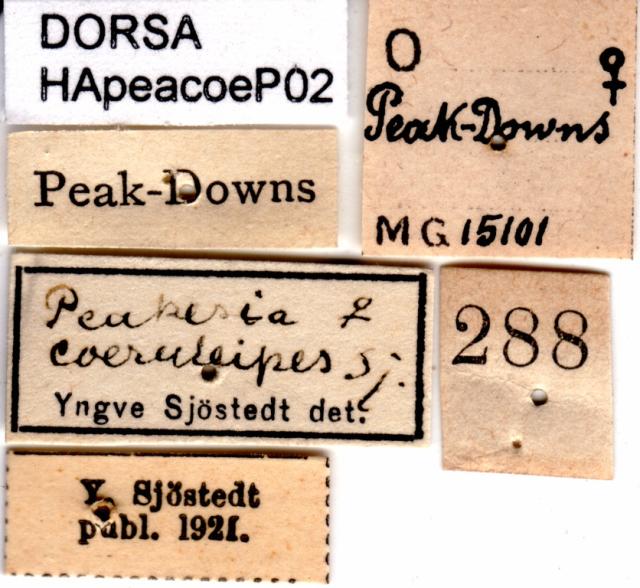 DORSA
HApeacoeP02
O ♀
Peak-Downs
MG 15101
Peak-Downs
Peakesia ♀
coeruleipes Sj.
Yngve Sjöstedt det.
288
Y. Sjöstedt
publ. 1921.